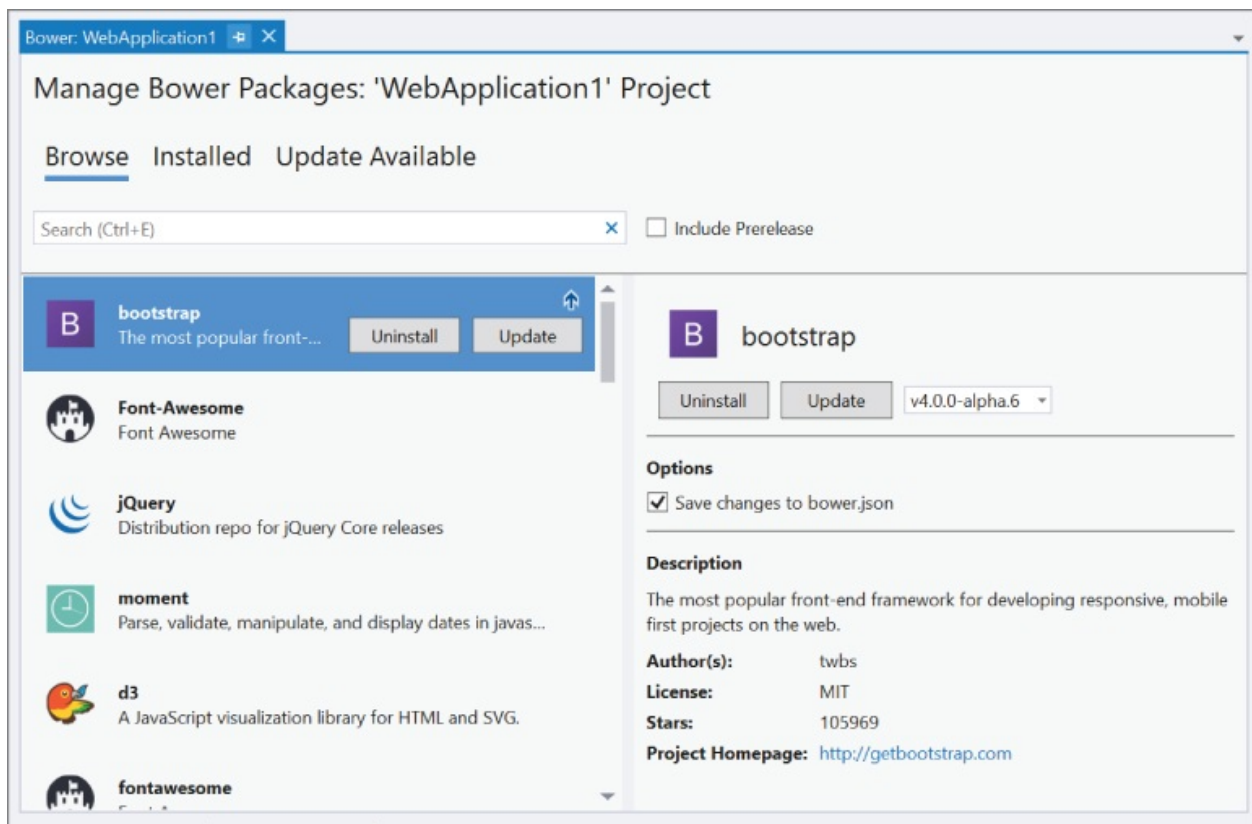 Bower: WebApplication1
Manage Bower Packages: 'WebApplication1' Project
Browse Installed Update Available
Search (Ctrl+E)
Include Prerelease
B
bootstrap
The most popular front-...
Uninstall
Update
Font-Awesome
Font Awesome
jQuery
Distribution repo for jQuery Core releases
moment
Parse, validate, manipulate, and display dates in javas...
d3
A JavaScript visualization library for HTML and SVG.
fontawesome
B
bootstrap
Uninstall
Update
v4.0.0-alpha.6
Options
Save changes to bower.json
Description
The most popular front-end framework for developing responsive, mobile
first projects on the web.
Author(s): twbs
License: MIT
Stars: 105969
Project Homepage: http://getbootstrap.com